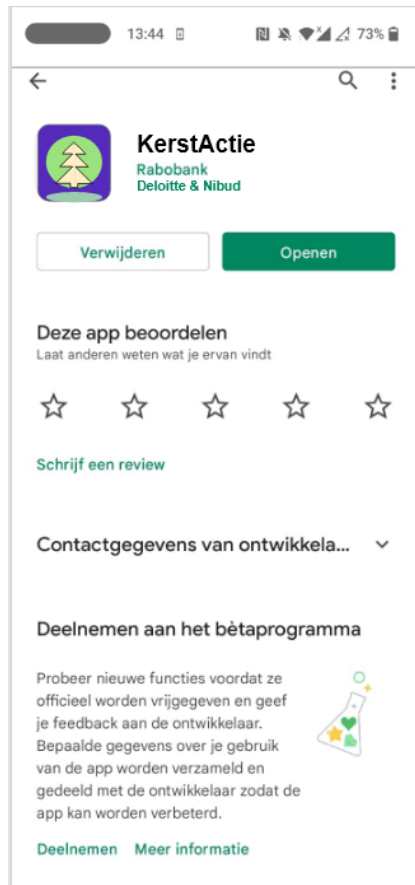 13:44
73%
KerstActie
Rabobank
Deloitte & Nibud
Verwijderen
Openen
Deze app beoordelen
Laat anderen weten wat je ervan vindt
Schrijf een review
Contactgegevens van ontwikkela...
Deelnemen aan het bètaprogramma
Probeer nieuwe functies voordat ze
officieel worden vrijgegeven en geef
je feedback aan de ontwikkelaar.
Bepaalde gegevens over je gebruik
van de app worden verzameld en
gedeeld met de ontwikkelaar zodat de
app kan worden verbeterd.
Deelnemen
Meer informatie